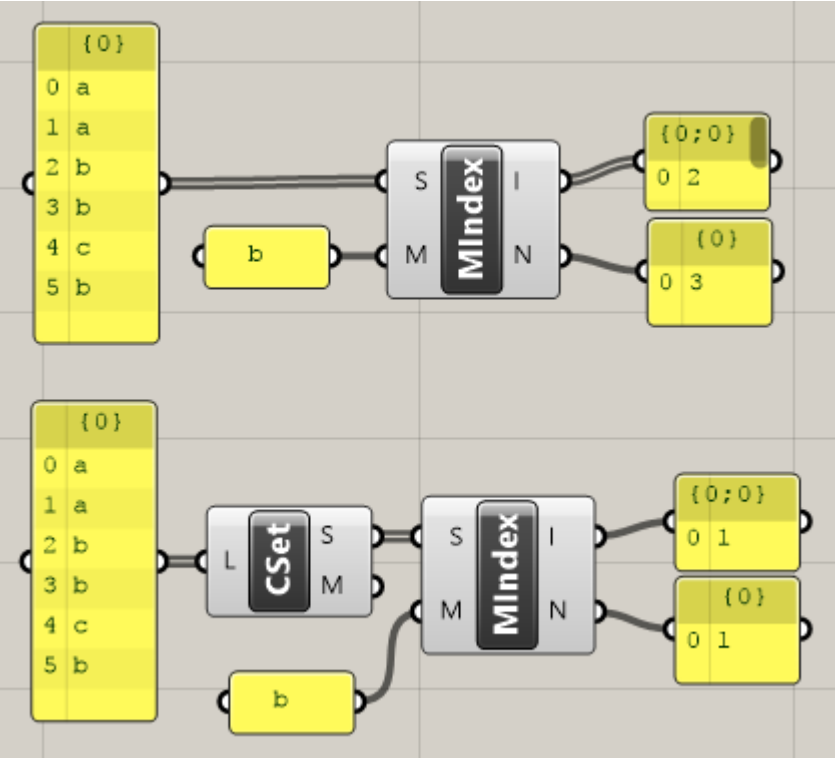 {0}
0 a
1 a
2 b
3 b
4 c
5 b
b
S
M
MIndex
I
N
{0;0}
0 2
{0}
0 3
{0}
0 a
1 a
2 b
3 b
4 c
5 b
L
CSet
S
M
b
S
M
MIndex
I
N
{0;0}
0 1
{0}
0 1